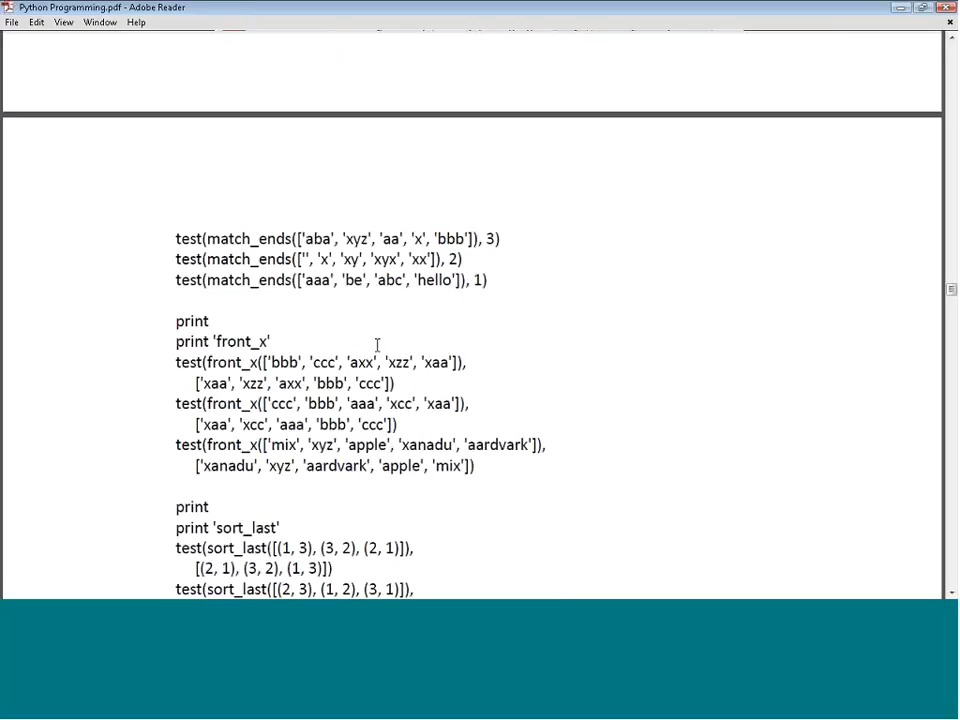 Python Programming.pdf - Adobe Reader
File Edit View Window Help
test(match_ends(['aba', 'xyz', 'aa', 'x', 'bbb']), 3)
test(match_ends(['', 'x', 'xy', 'xyx', 'xx']), 2)
test(match_ends(['aaa', 'be', 'abc', 'hello']), 1)
print
print 'front_x'
test(front_x(['bbb', 'ccc', 'axx', 'xzz', 'xaa']),
['xaa', 'xzz', 'axx', 'bbb', 'ccc'])
test(front_x(['ccc', 'bbb', 'aaa', 'xcc', 'xaa']),
['xaa', 'xcc', 'aaa', 'bbb', 'ccc'])
test(front_x(['mix', 'xyz', 'apple', 'xanadu', 'aardvark']),
['xanadu', 'xyz', 'aardvark', 'apple', 'mix'])
print
print 'sort_last'
test(sort_last([(1, 3), (3, 2), (2, 1)]),
[(2, 1), (3, 2), (1, 3)])
test(sort_last([(2, 3), (1, 2), (3, 1)]),